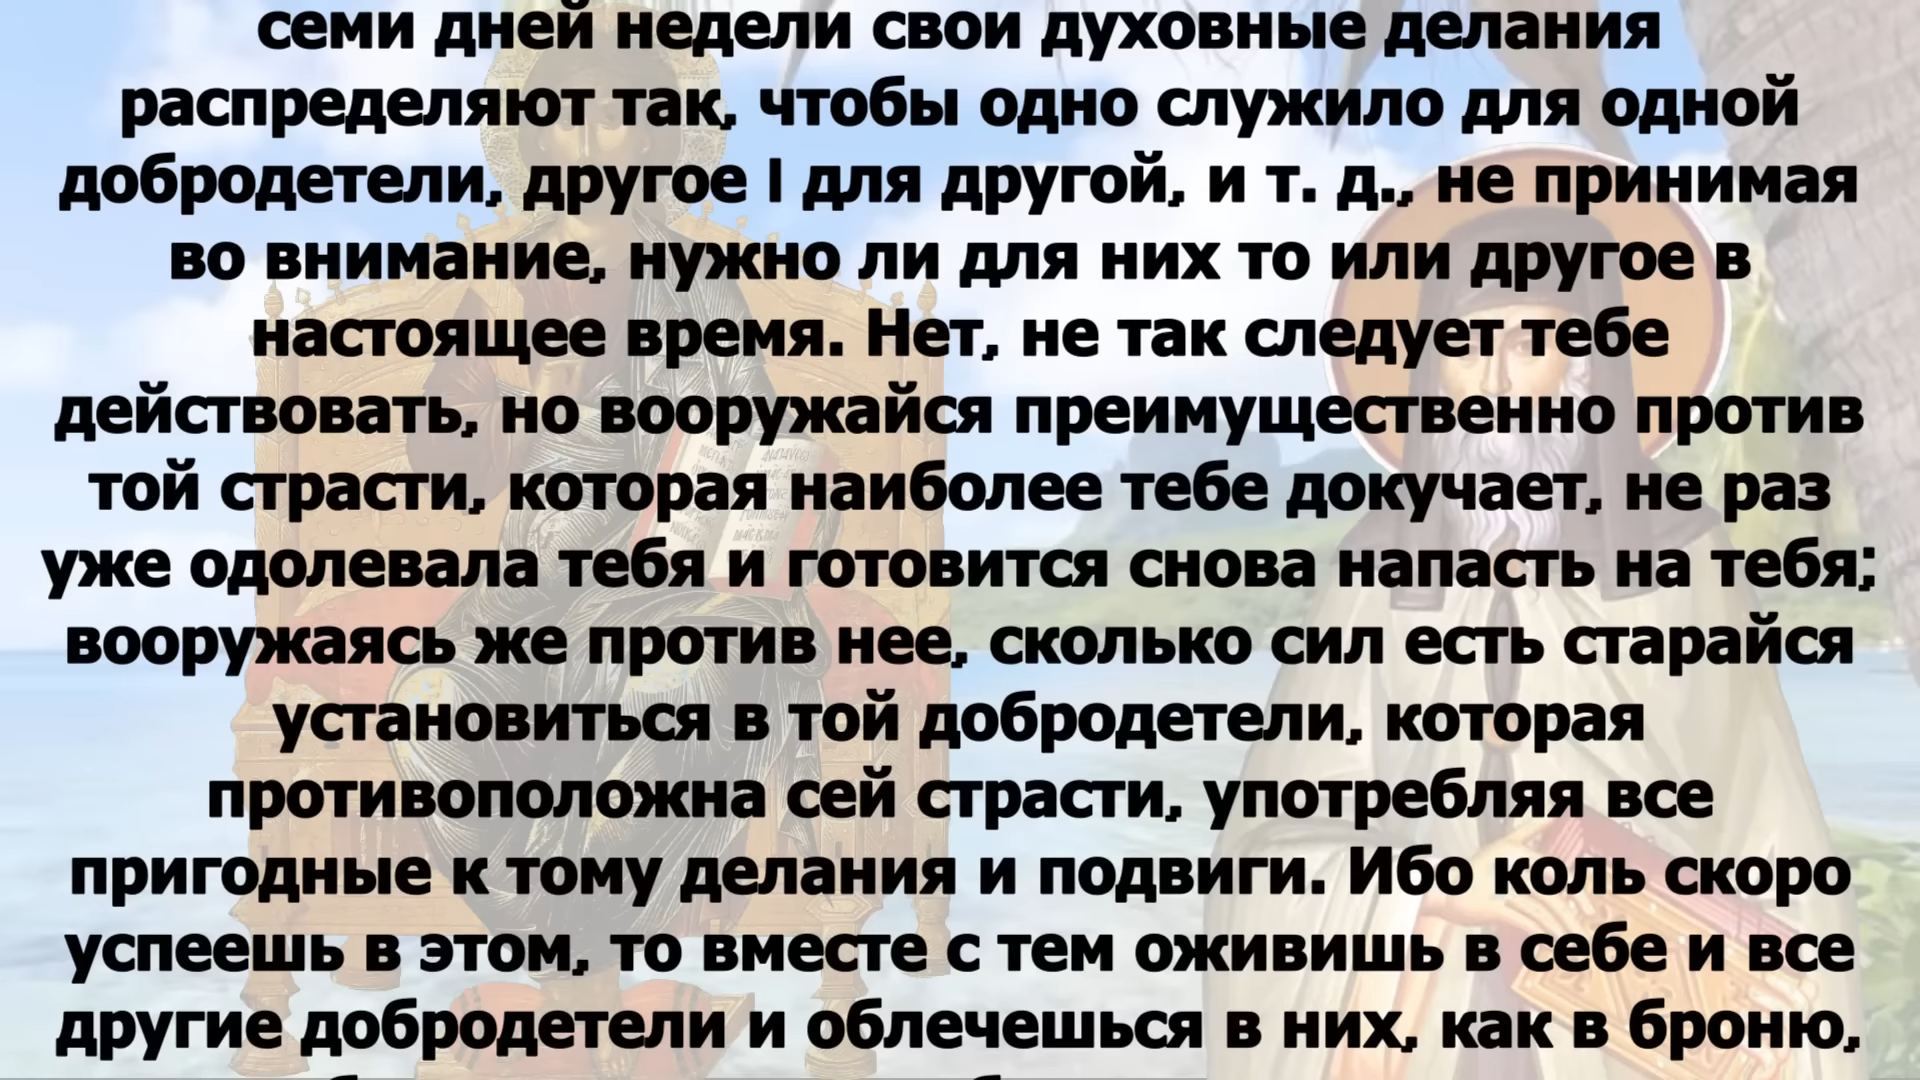 семи дней недели свои духовные делания
распределяют так, чтобы одно служило для одной
добродетели, другое I для другой, и т. д., не принимая
во внимание, нужно ли для них то или другое в
настоящее время. Нет, не так следует тебе
действовать, но вооружайся преимущественно против
той страсти, которая наиболее тебе докучает, не раз
уже одолевала тебя и готовится снова напасть на тебя;
вооружаясь же против нее, сколько сил есть старайся
установиться в той добродетели, которая
противоположна сей страсти, употребляя все
пригодные к тому делания и подвиги. Ибо коль скоро
успеешь в этом, то вместе с тем оживишь в себе и все
другие добродетели и облечешься в них, как в броню,